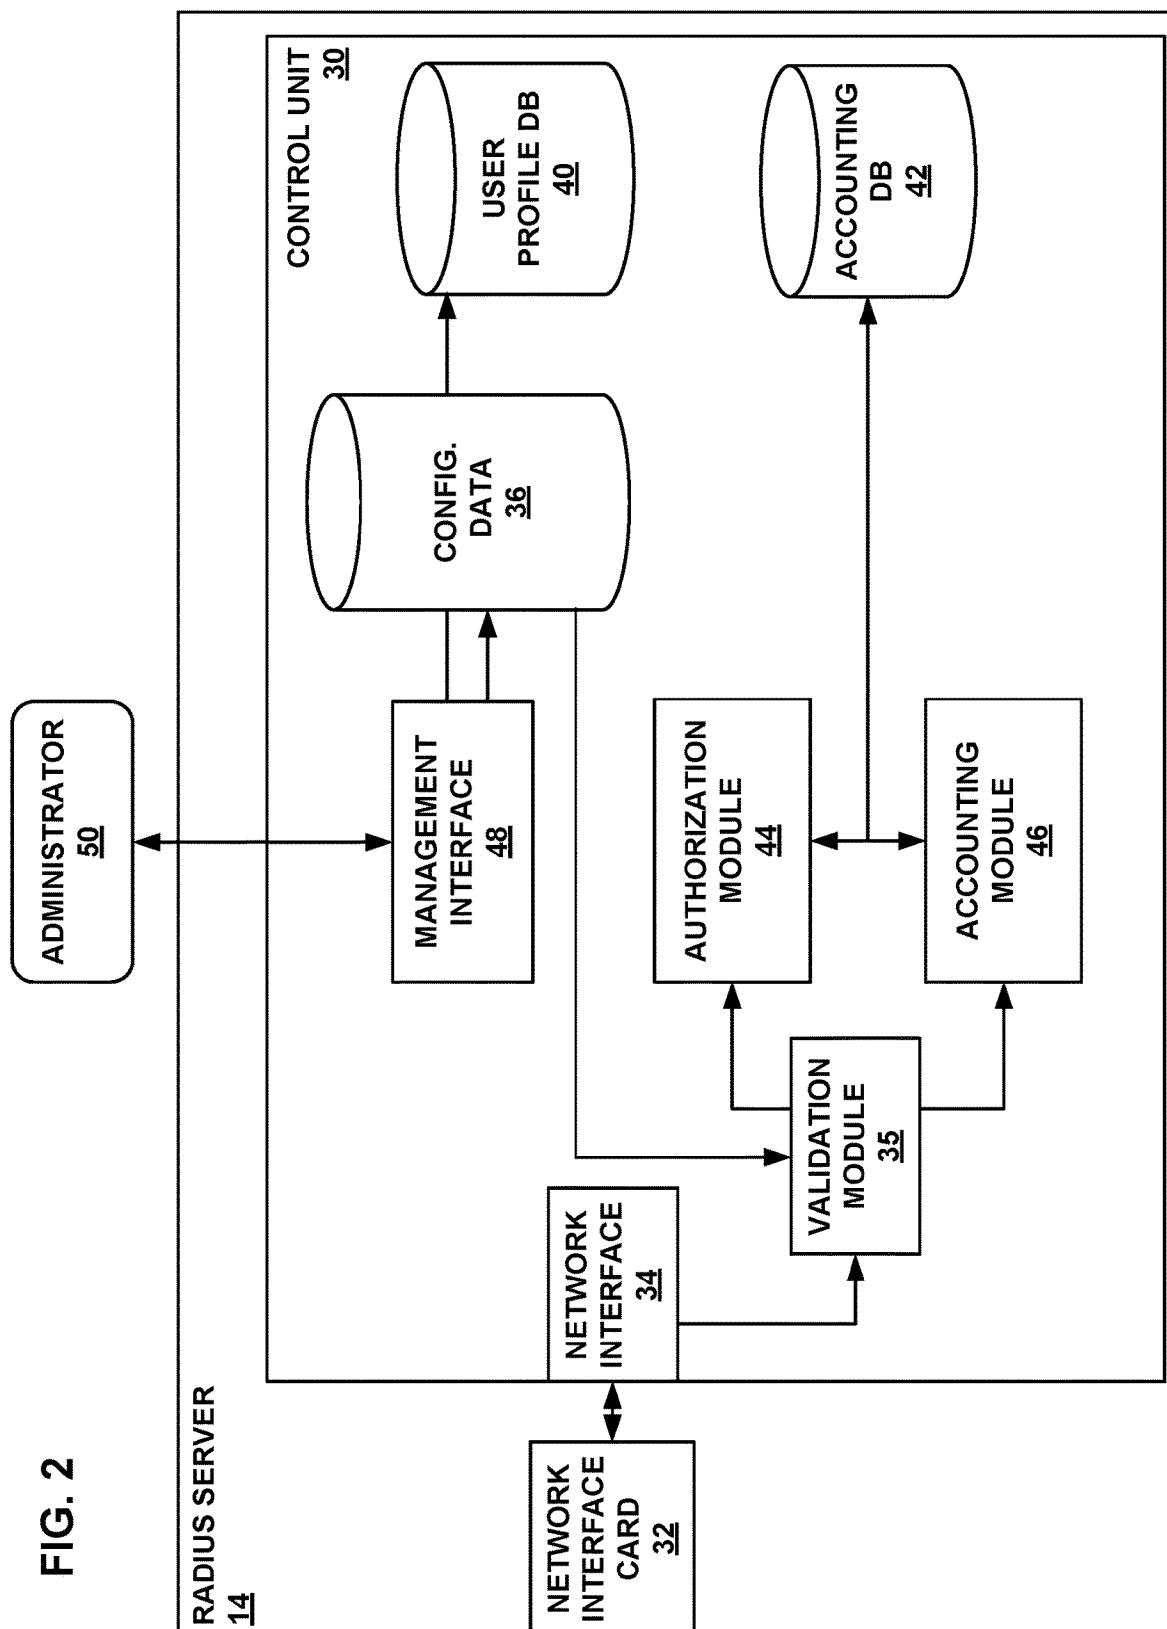 FIG. 2
RADIUS SERVER
14
CONTROL UNIT
30
ADMINISTRATOR
50
MANAGEMENT
INTERFACE
48
CONFIG.
DATA
36
USER
PROFILE DB
40
NETWORK
INTERFACE
CARD
32
NETWORK
INTERFACE
34
VALIDATION
MODULE
35
AUTHORIZATION
MODULE
44
ACCOUNTING
MODULE
46
ACCOUNTING
DB
42